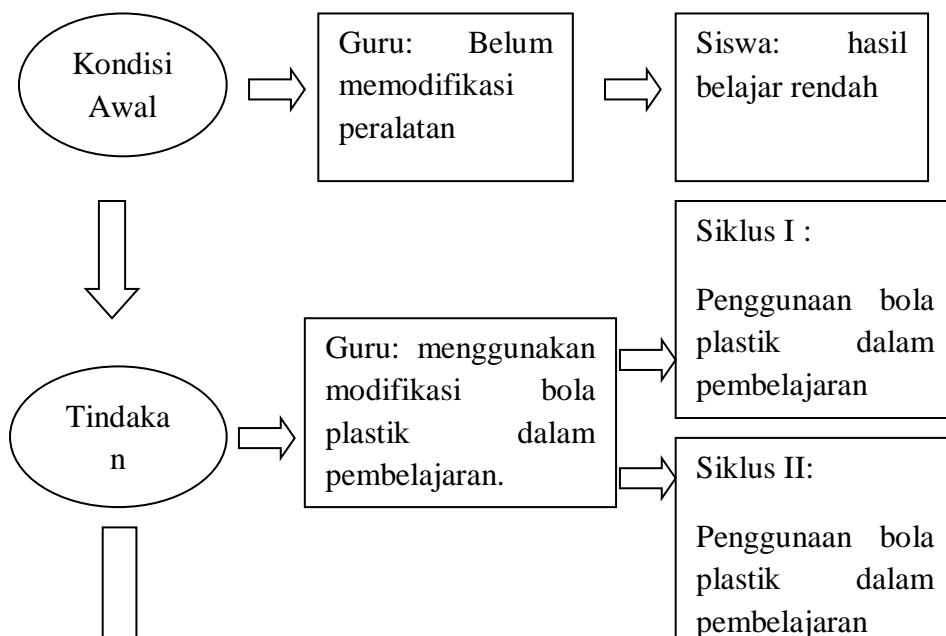 Kondisi
Awal
Guru: Belum
memodifikasi
peralatan
Siswa: hasil
belajar rendah
Tindaka
n
Guru: menggunakan
modifikasi bola
plastik dalam
pembelajaran.
Siklus I :
Penggunaan bola
plastik dalam
pembelajaran
Siklus II:
Penggunaan bola
plastik dalam
pembelajaran